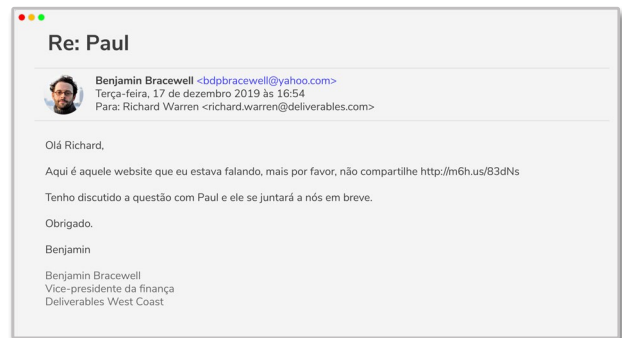 Re: Paul
Benjamin Bracewell <bdpbracewell@yahoo.com>
Terça-feira, 17 de dezembro 2019 às 16:54
Para: Richard Warren <richard.warren@deliverables.com>
Olá Richard,
Aqui é aquele website que eu estava falando, mais por favor, não compartilhe http://m6h.us/83dNs
Tenho discutido a questão com Paul e ele se juntará a nós em breve.
Obrigado.
Benjamin
Benjamin Bracewell
Vice-presidente da finança
Deliverables West Coast